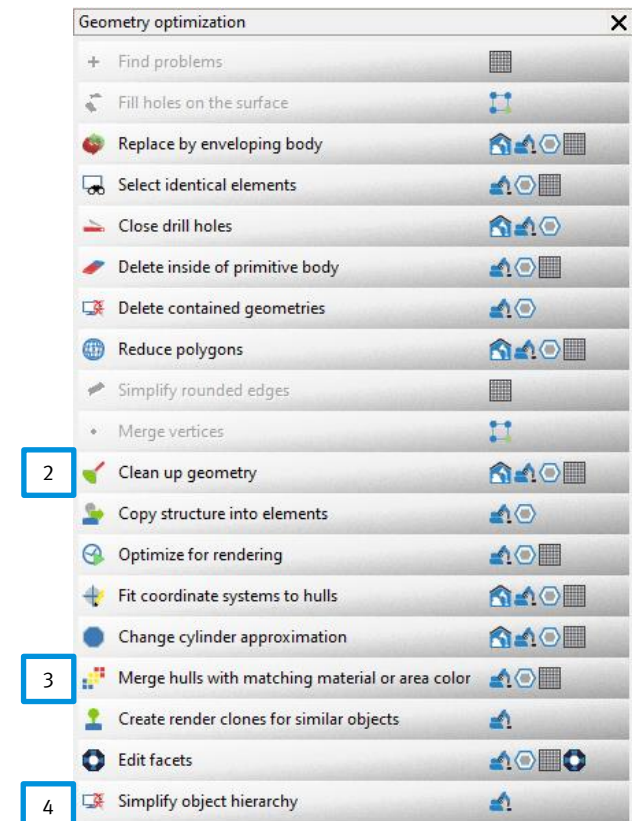 Geometry optimization
Find problems
Fill holes on the surface
Replace by enveloping body
Select identical elements
Close drill holes
Delete inside of primitive body
Delete contained geometries
Reduce polygons
Simplify rounded edges
Merge vertices
2 Clean up geometry
Copy structure into elements
Optimize for rendering
Fit coordinate systems to hulls
Change cylinder approximation
3 Merge hulls with matching material or area color
Create render clones for similar objects
Edit facets
4 Simplify object hierarchy